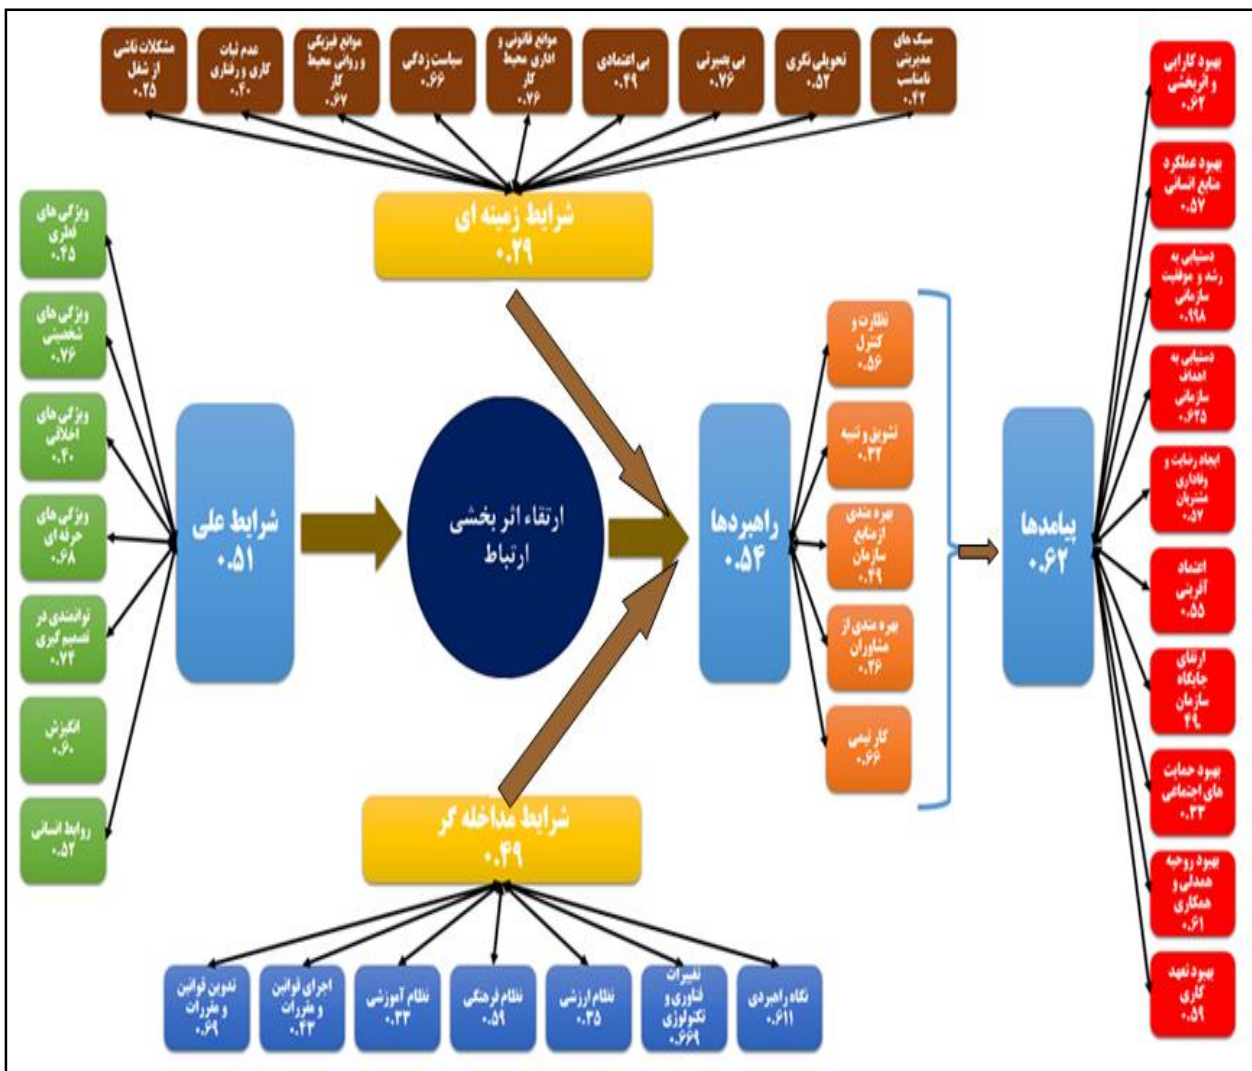 سبک های
مدیریتی
نامناسب
۰.۴۲
تحویلی نگری
۰.۵۲
بی بصیرتی
۰.۷۶
بی اعتمادی
۰.۴۹
موانع قانونی و
اداری محیط
کار
۰.۷۶
سیاست زدگی
۰.۶۶
موانع فیزیکی
و روانی محیط
کار
۰.۶۷
عدم ثبات
کاری و رفتاری
۰.۴۰
مشکلات ناشی
از شغل
۰.۲۵
شرایط زمینه ای
۰.۲۹
بهبود کارایی
و اثربخشی
۰.۶۲
بهبود عملکرد
منابع انسانی
۰.۵۷
دستیابی به
رشد و موفقیت
سازمانی
۰.۹۹۸
دستیابی به
اهداف
سازمانی
۰.۶۲۵
ایجاد رضایت و
وفاداری
مشتریان
۰.۵۷
اعتماد
آفرینی
۰.۵۵
ارتقای
جایگاه
سازمان
۴۹.
بهبود حمایت
های اجتماعی
۰.۳۳
بهبود روحیه
همدلی و
همکاری
۰.۶۱
بهبود تعهد
کاری
۰.۵۹
پیامدها
۰.۶۲
نظارت و
کنترل
۰.۵۶
تشویق و تنبیه
۰.۳۲
بهره مندی
از منابع
سازمان
۰.۴۹
بهره مندی از
مشاوران
۰.۲۶
کار تیمی
۰.۶۶
راهبردها
۰.۵۴
ارتقاء اثر بخشی
ارتباط
شرایط علی
۰.۵۱
ویژگی های
فطری
۰.۴۵
ویژگی های
شخصیتی
۰.۷۶
ویژگی های
اخلاقی
۰.۴۰
ویژگی های
حرفه ای
۰.۶۸
توانمندی در
تصمیم گیری
۰.۷۴
انگیزش
۰.۶۰
روابط انسانی
۰.۵۲
شرایط مداخله گر
۰.۴۹
نگاه راهبردی
۰.۶۱۱
تغییرات
فناوری و
تکنولوژی
۰.۶۶۹
نظام ارزشی
۰.۳۵
نظام فرهنگی
۰.۵۹
نظام آموزشی
۰.۳۳
اجرای قوانین
و مقررات
۰.۴۳
تدوین قوانین
و مقررات
۰.۶۹